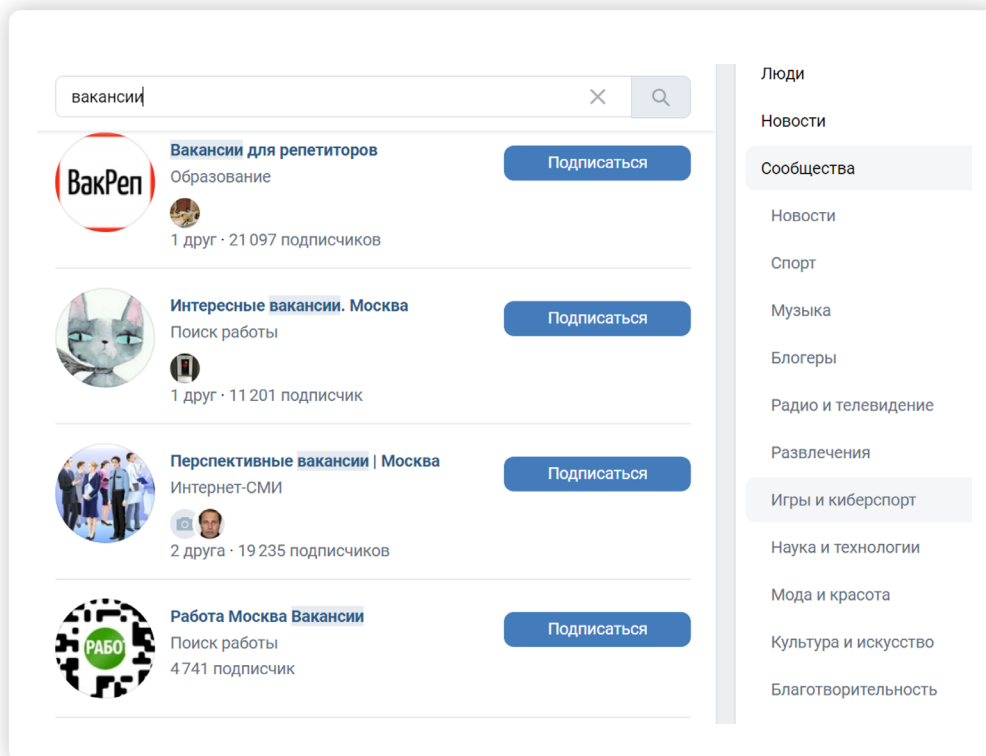 вакансии
ВакРеп
Вакансии для репетиторов
Образование
1 друг · 21 097 подписчиков
Подписаться
Интересные вакансии. Москва
Поиск работы
1 друг · 11 201 подписчик
Подписаться
Перспективные вакансии | Москва
Интернет-СМИ
2 друга · 19 235 подписчиков
Подписаться
РАБО
Работа Москва Вакансии
Поиск работы
4 741 подписчик
Подписаться
Люди
Новости
Сообщества
Новости
Спорт
Музыка
Блогеры
Радио и телевидение
Развлечения
Игры и киберспорт
Наука и технологии
Мода и красота
Культура и искусство
Благотворительность